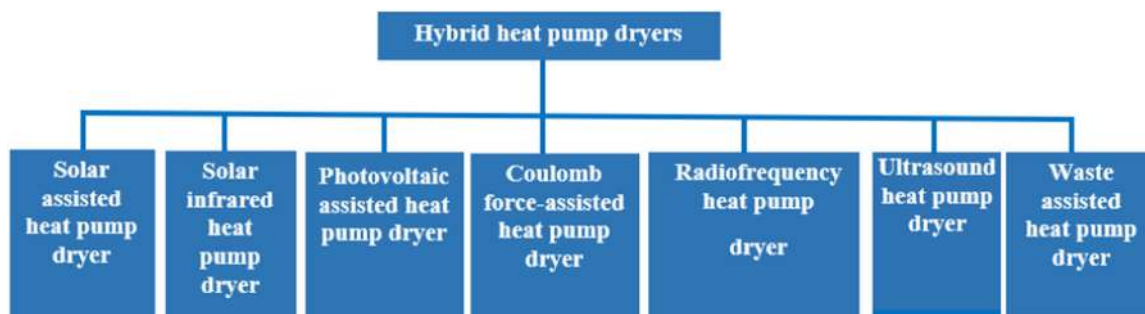 Hybrid heat pump dryers
Solar
assisted
heat pump
dryer
Solar
infrared
heat
pump
dryer
Photovoltaic
assisted heat
pump dryer
Coulomb
force-assisted
heat pump
dryer
Radiofrequency
heat pump
dryer
Ultrasound
heat pump
dryer
Waste
assisted
heat pump
dryer